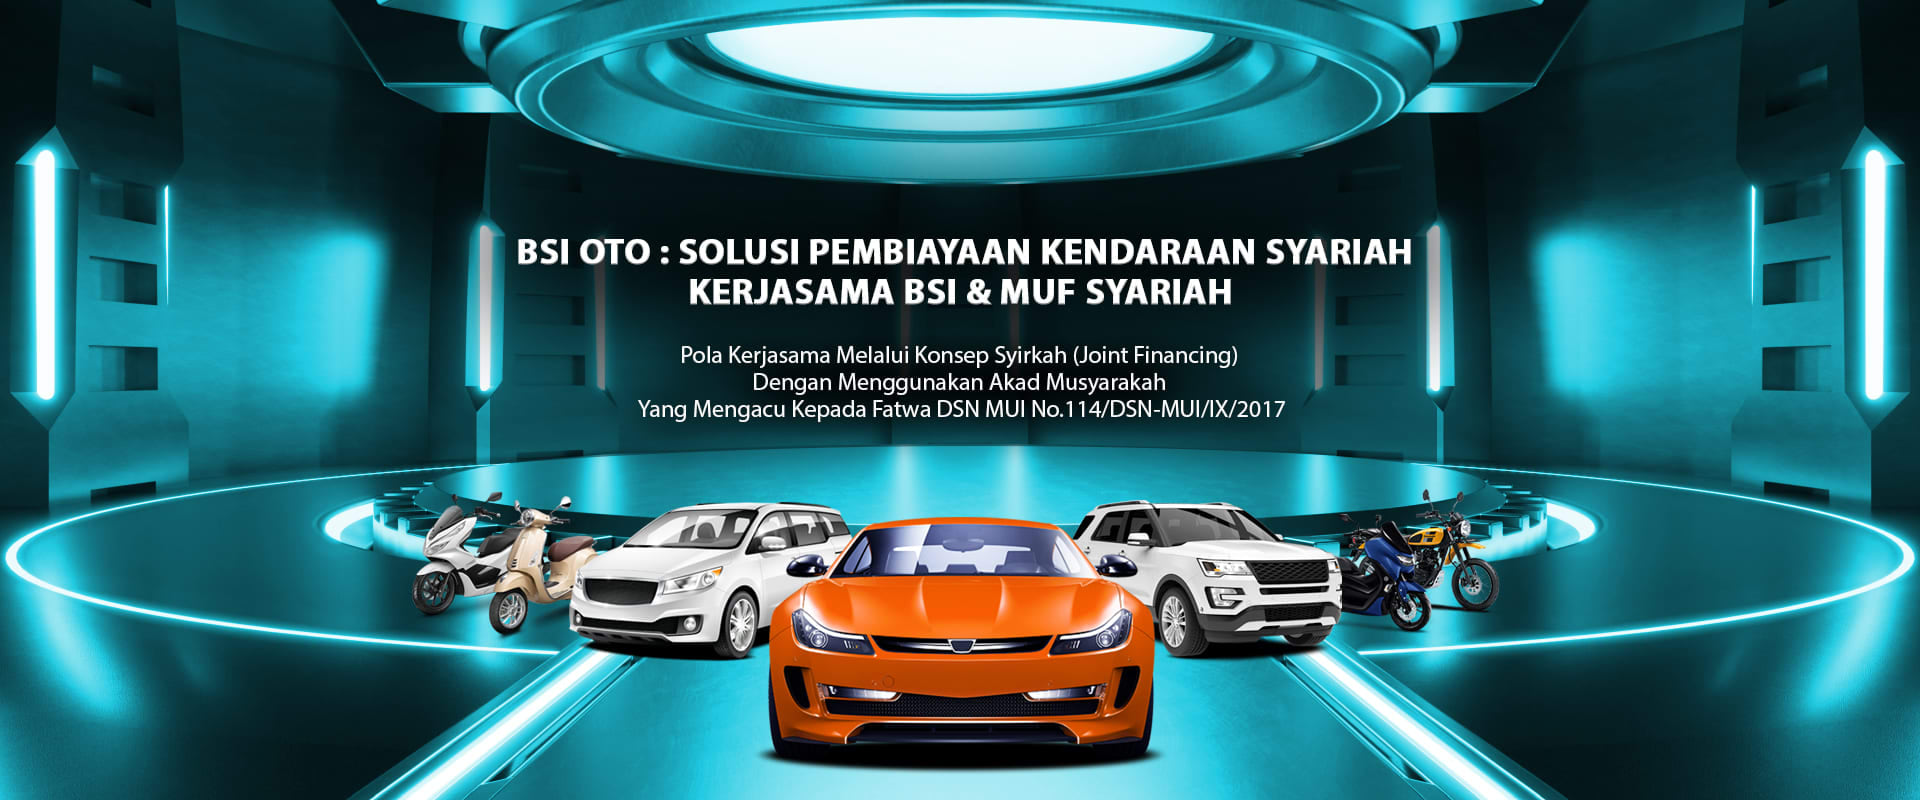 BSI OTO : SOLUSI PEMBIAYAAN KENDARAAN SYARIAH
KERJASAMA BSI & MUF SYARIAH
Pola Kerjasama Melalui Konsep Syirkah (Joint Financing)
Dengan Menggunakan Akad Musyarakah
Yang Mengacu Kepada Fatwa DSN MUI No.114/DSN-MUI/IX/2017